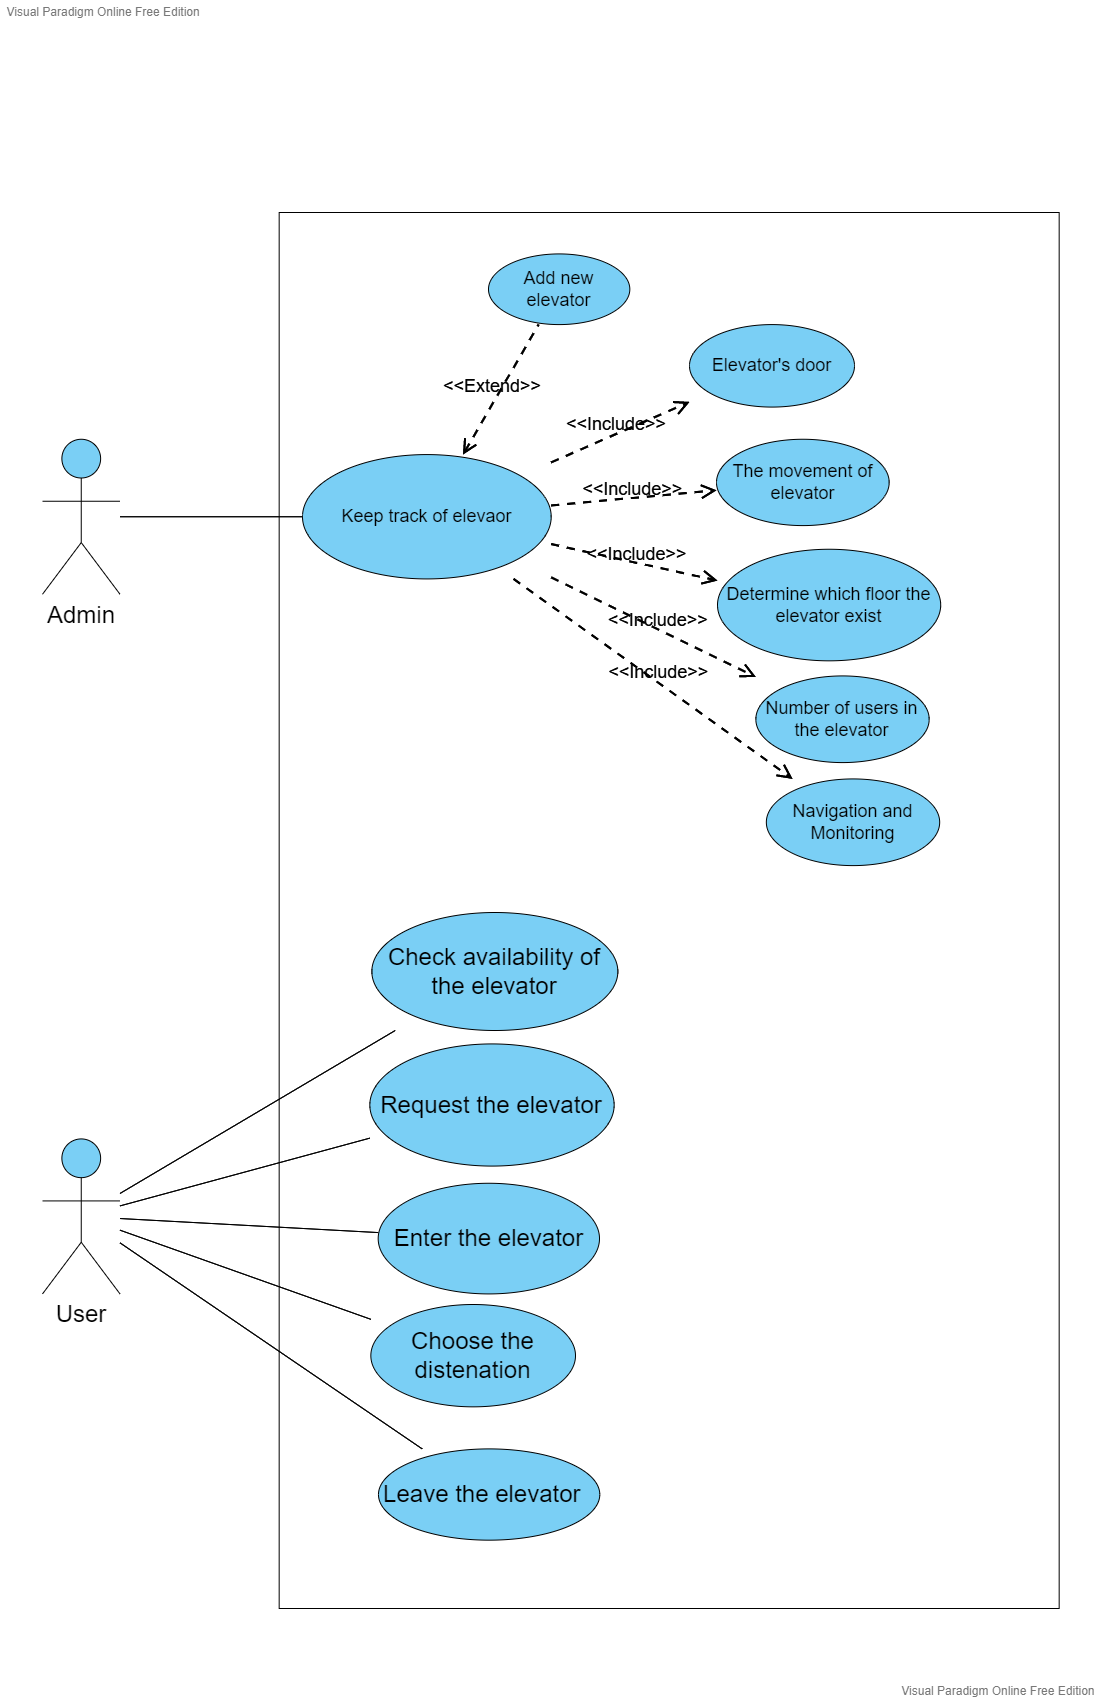 Visual Paradigm Online Free Edition
Add new
elevator
<<Extend>>
Elevator's door
<<Include>>
The movement of
elevator
<<Include>>
Keep track of elevaor
<<Include>>
Determine which floor the
elevator exist
Admin
<<Include>>
<<Include>>
Number of users in
the elevator
Navigation and
Monitoring
Check availability of
the elevator
Request the elevator
Enter the elevator
User
Choose the
distenation
Leave the elevator
Visual Paradigm Online Free Edition